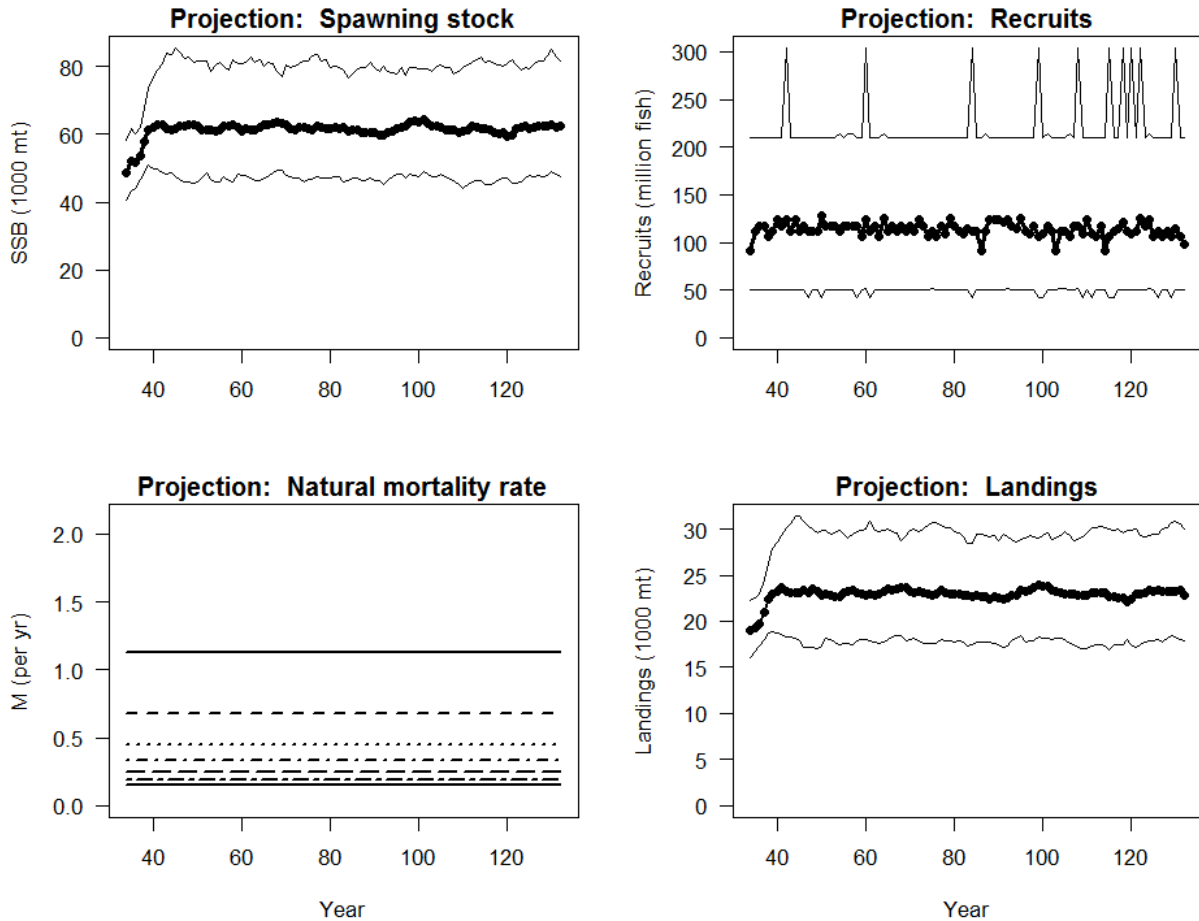 Projection:  Spawning stock
SSB (1000 mt)
80
60
40
20
0
40 60 80 100 120
Projection:  Recruits
Recruits (million fish)
300
250
200
150
100
50
0
40 60 80 100 120
Projection:  Natural mortality rate
M (per yr)
2.0
1.5
1.0
0.5
0.0
40 60 80 100 120
Year
Projection:  Landings
Landings (1000 mt)
30
25
20
15
10
5
0
40 60 80 100 120
Year